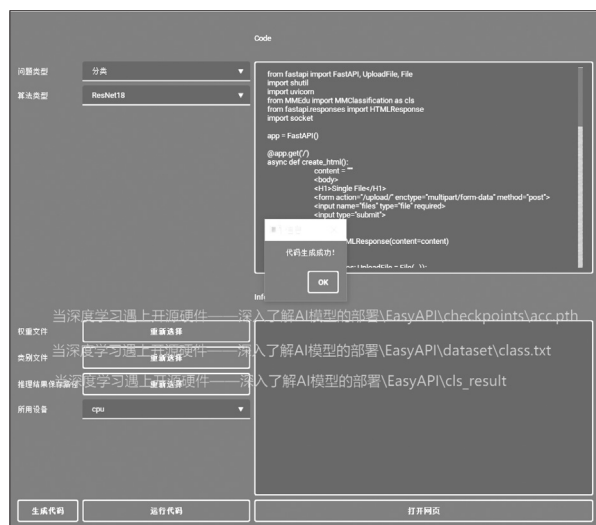 Code
问题类型
分类
算法类型
ResNet18
from fastapi import FastAPI, UploadFile, File
import shutil
import uvicorn
from MMEdu import MMClassification as cls
from fastapi.responses import HTMLResponse
import socket
app = FastAPI()
@app.get('/')
async def create_html():
content = '''
<body>
<H1>Single File</H1>
<form action="/upload/" enctype="multipart/form-data" method="post">
<input name="files" type="file" required>
<input type="submit">
MLResponse(content=content)
代码生成成功!
OK
UploadFile = File(...)):
当深度学习遇上开源硬件——深入了解AI模型的部署\EasyAPI\checkpoints\acc.pth
权重文件
重新选择
当深度学习遇上开源硬件——深入了解AI模型的部署\EasyAPI\dataset\class.txt
类别文件
重新选择
当深度学习遇上开源硬件——深入了解AI模型的部署\EasyAPI\cls_result
推理结果保存路径
重新选择
所用设备
cpu
生成代码
运行代码
打开网页